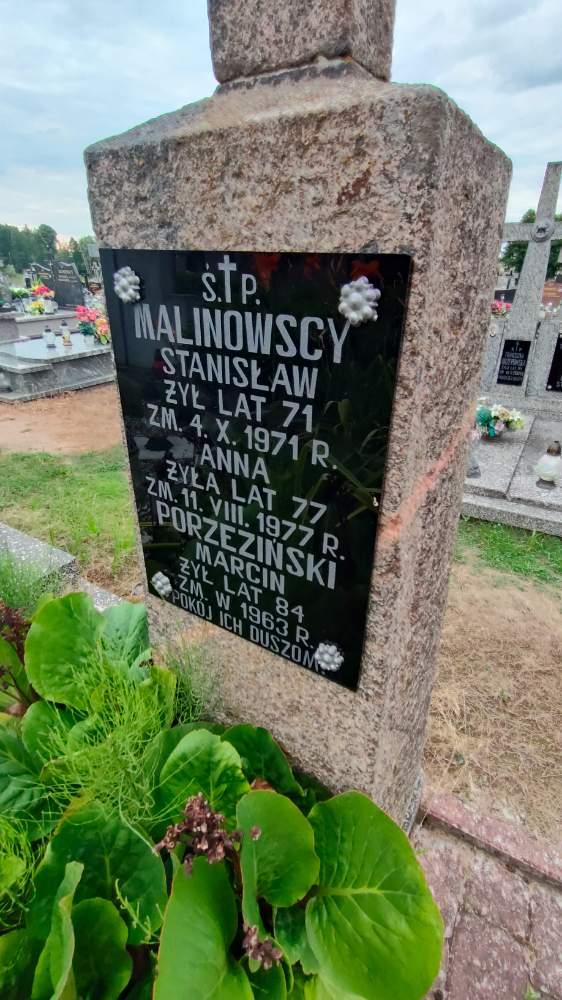 Ś.†P.
MALINOWSCY
STANISŁAW
ŻYŁ LAT 71
ZM. 4. X. 1971 R.
ANNA
ŻYŁA LAT 77
ZM. 11. VIII. 1977 R.
PORZEZIŃSKI
MARCIN
ŻYŁ LAT 84
ZM. W 1963 R.
POKÓJ ICH DUSZOM